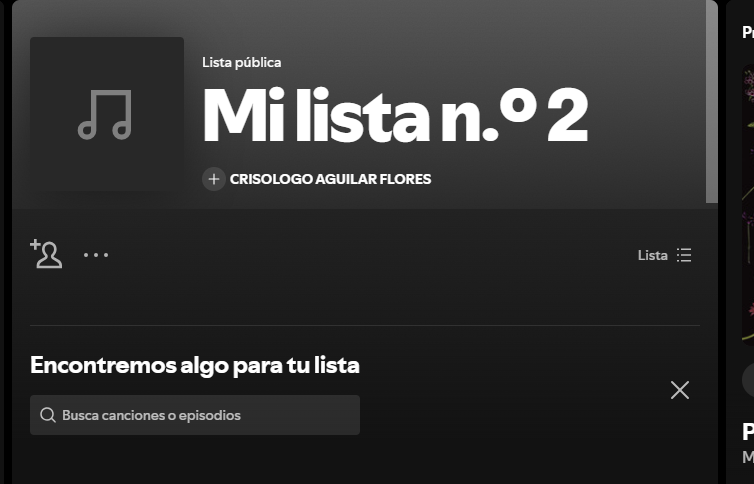 Lista pública
Mi lista n.º 2
CRISOLOGO AGUILAR FLORES
Lista
Encontremos algo para tu lista
Busca canciones o episodios